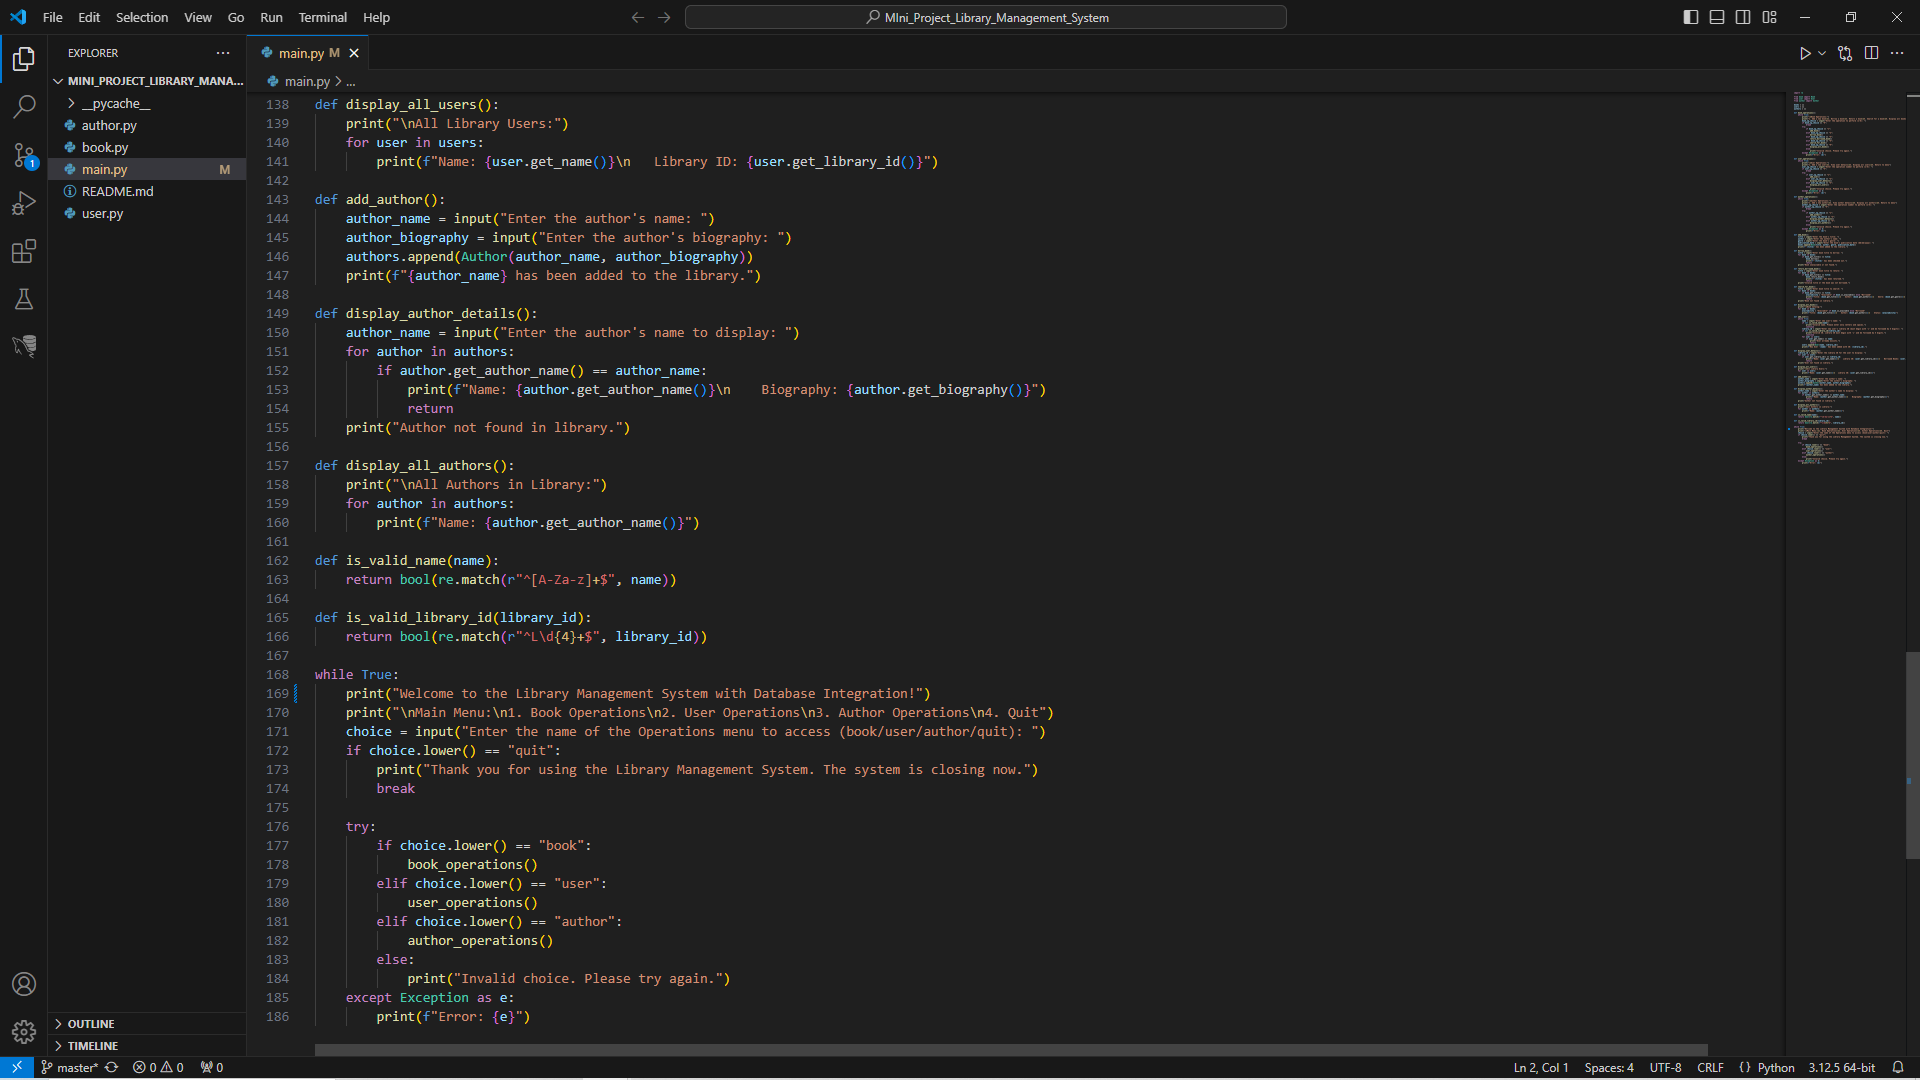 File Edit Selection View Go Run Terminal Help
MIni_Project_Library_Management_System
EXPLORER
MINI_PROJECT_LIBRARY_MANA...
__pycache__
author.py
book.py
main.py M
README.md
user.py
1
OUTLINE
TIMELINE
main.py M
main.py > ...
138 def display_all_users():
139     print("\nAll Library Users:")
140     for user in users:
141         print(f"Name: {user.get_name()}\n   Library ID: {user.get_library_id()}")
142
143 def add_author():
144     author_name = input("Enter the author's name: ")
145     author_biography = input("Enter the author's biography: ")
146     authors.append(Author(author_name, author_biography))
147     print(f"{author_name} has been added to the library.")
148
149 def display_author_details():
150     author_name = input("Enter the author's name to display: ")
151     for author in authors:
152         if author.get_author_name() == author_name:
153             print(f"Name: {author.get_author_name()}\n    Biography: {author.get_biography()}")
154             return
155     print("Author not found in library.")
156
157 def display_all_authors():
158     print("\nAll Authors in Library:")
159     for author in authors:
160         print(f"Name: {author.get_author_name()}")
161
162 def is_valid_name(name):
163     return bool(re.match(r"^[A-Za-z]+$", name))
164
165 def is_valid_library_id(library_id):
166     return bool(re.match(r"^L\d{4}+$", library_id))
167
168 while True:
169     print("Welcome to the Library Management System with Database Integration!")
170     print("\nMain Menu:\n1. Book Operations\n2. User Operations\n3. Author Operations\n4. Quit")
171     choice = input("Enter the name of the Operations menu to access (book/user/author/quit): ")
172     if choice.lower() == "quit":
173         print("Thank you for using the Library Management System. The system is closing now.")
174         break
175
176     try:
177         if choice.lower() == "book":
178             book_operations()
179         elif choice.lower() == "user":
180             user_operations()
181         elif choice.lower() == "author":
182             author_operations()
183         else:
184             print("Invalid choice. Please try again.")
185     except Exception as e:
186         print(f"Error: {e}")
master* 0 0 0 Ln 2, Col 1 Spaces: 4 UTF-8 CRLF {} Python 3.12.5 64-bit